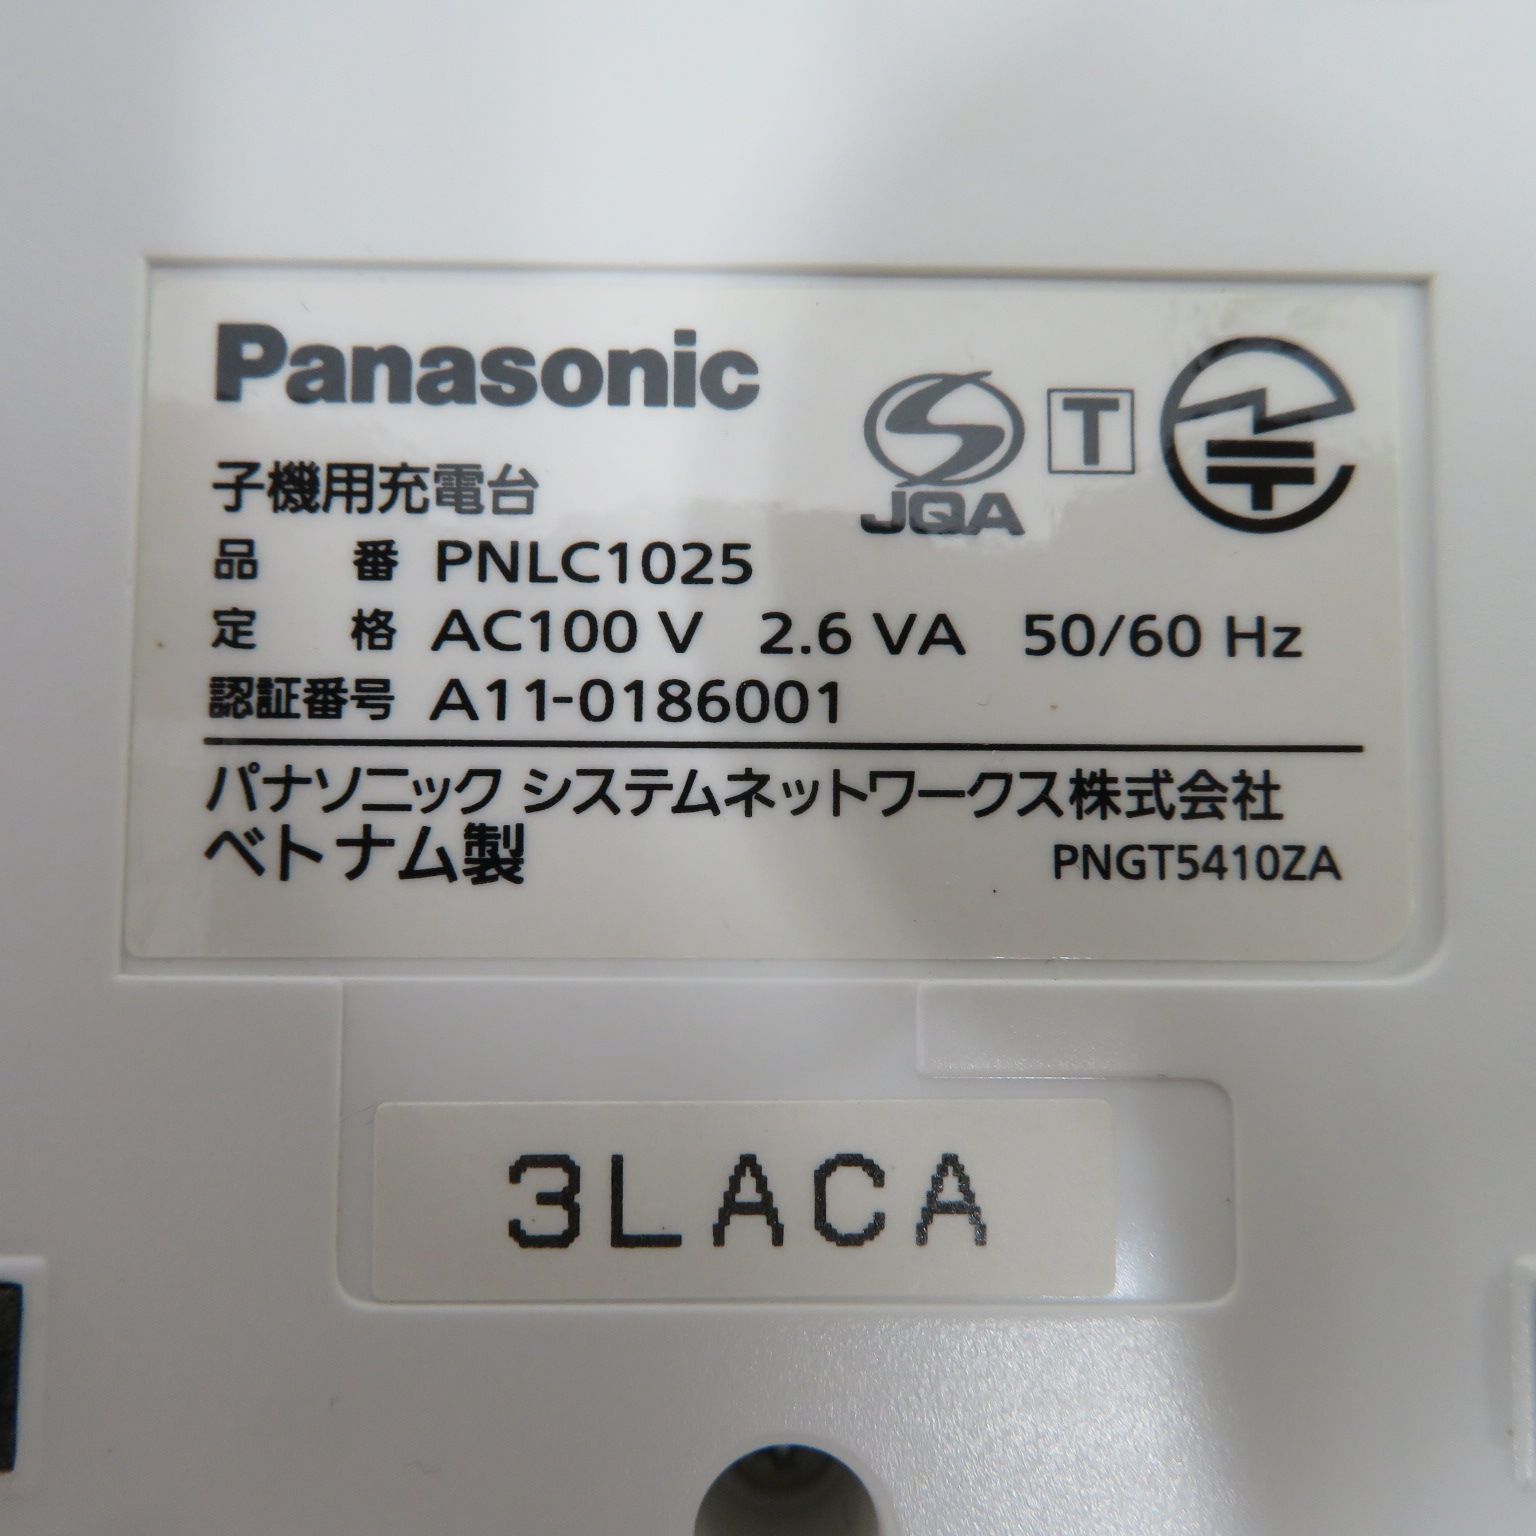 Panasonic
JQA
T
子機用充電台
品 番 PNLC1025
定 格 AC100 V 2.6 VA 50/60 Hz
認証番号 A11-0186001
パナソニック システムネットワークス株式会社
ベトナム製 PNGT5410ZA
3LACA